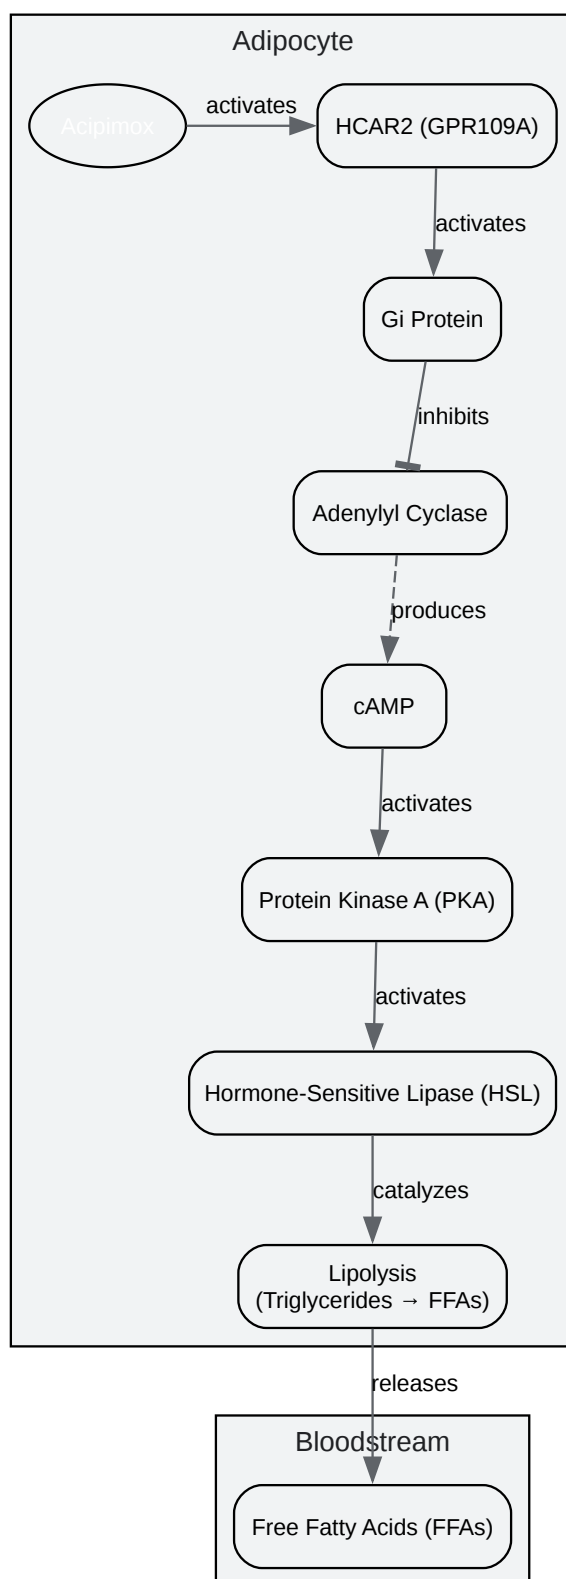 Adipocyte
Acipimox
activates
HCAR2 (GPR109A)
activates
Gi Protein
inhibits
Adenylyl Cyclase
produces
cAMP
activates
Protein Kinase A (PKA)
activates
Hormone-Sensitive Lipase (HSL)
catalyzes
Lipolysis
(Triglycerides → FFAs)
releases
Bloodstream
Free Fatty Acids (FFAs)